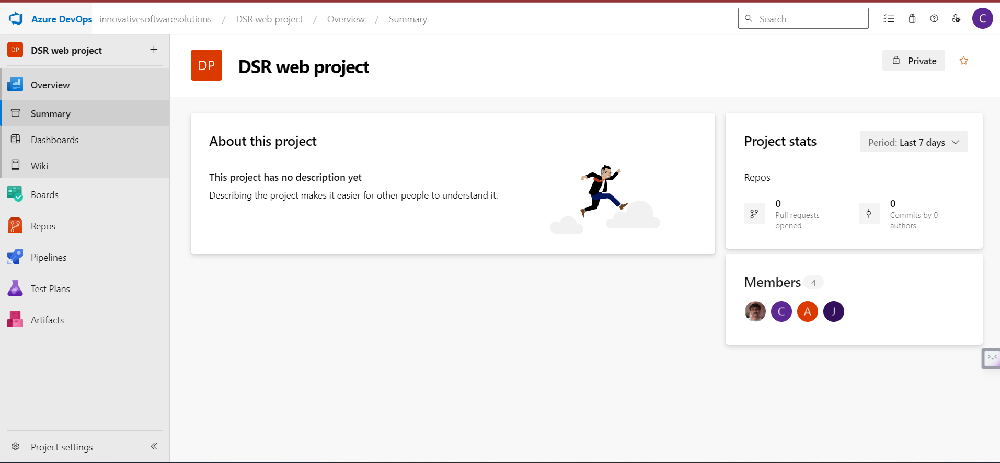 Azure DevOps innovativesoftwaresolutions / DSR web project / Overview / Summary
Search
C
DP DSR web project
Overview
Summary
Dashboards
Wiki
Boards
Repos
Pipelines
Test Plans
Artifacts
Project settings
DP DSR web project
Private
About this project
This project has no description yet
Describing the project makes it easier for other people to understand it.
Project stats
Period: Last 7 days
Repos
0
Pull requests
opened
0
Commits by 0
authors
Members 4
C A J